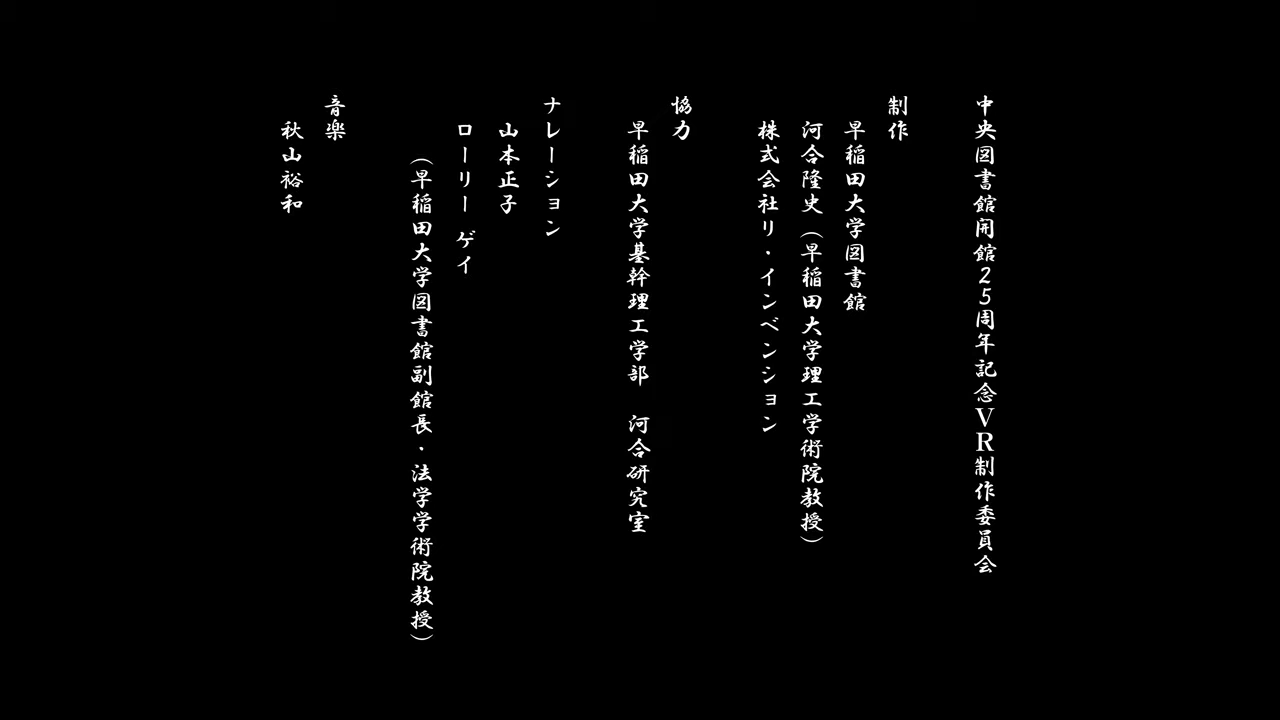 中央図書館開館25周年記念VR制作委員会
制作
早稲田大学図書館
河合隆史（早稲田大学理工学術院教授）
株式会社リ・インベンション
協力
早稲田大学基幹理工学部　河合研究室
ナレーション
山本正子
ローリー ゲイ
（早稲田大学図書館副館長・法学学術院教授）
音楽
秋山裕和